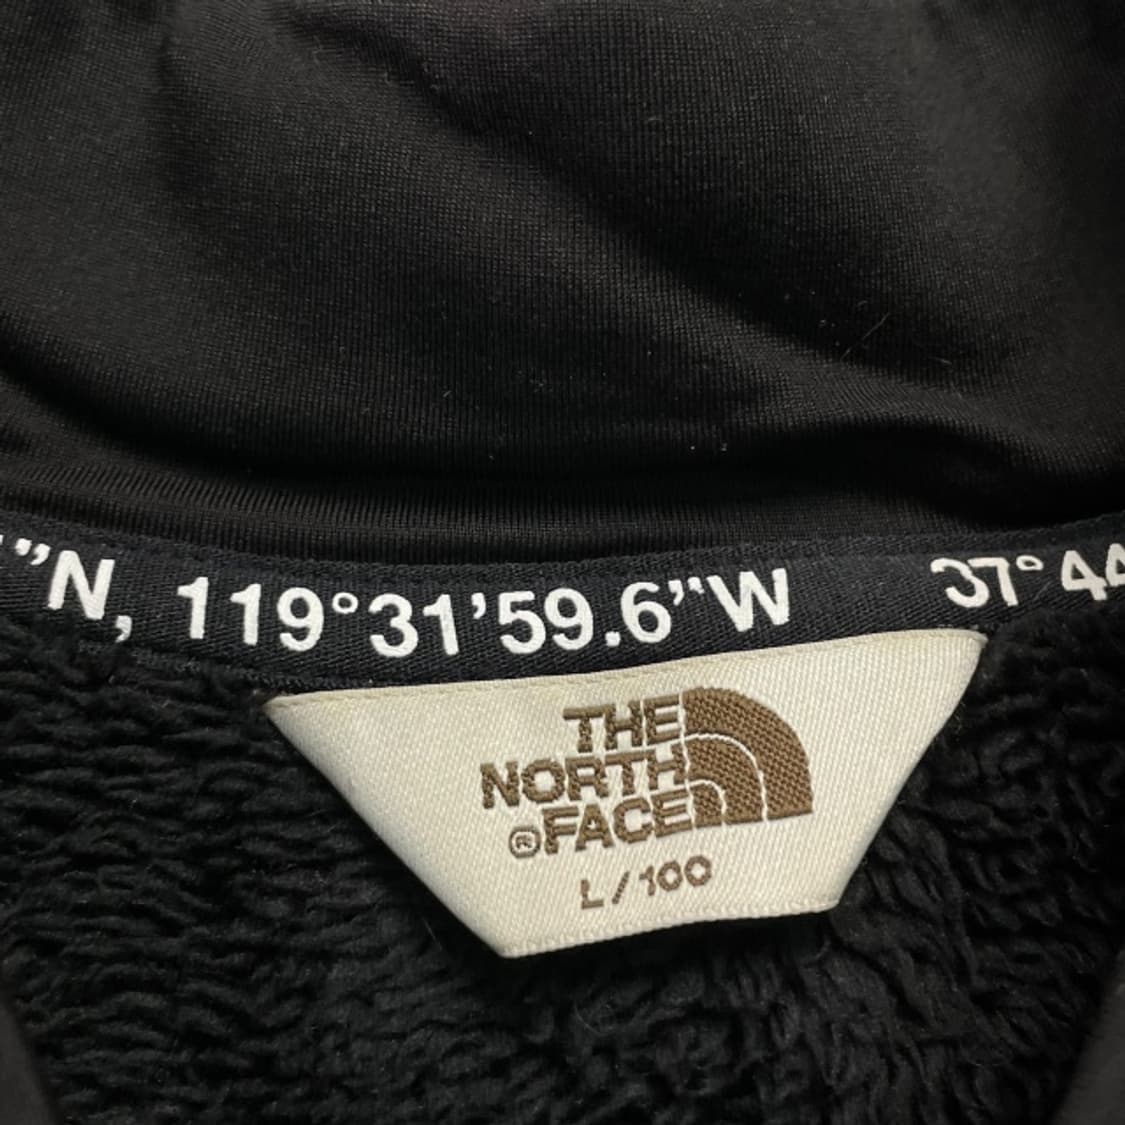 "N, 119°31'59.6"W 37°44
THE
NORTH
®FACE
L/100